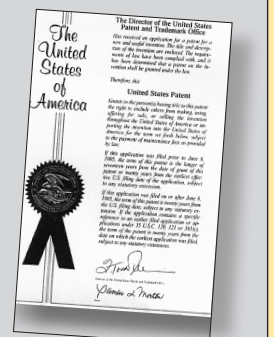 The
United
States
of
America
The Director of the United States
Patent and Trademark Office
Has received an application for a patent for a
new and useful invention. The title and descrip-
tion of the invention are enclosed. The require-
ments of law have been complied with, and it
has been determined that a patent on the in-
vention shall be granted under the law.
Therefore, this
United States Patent
Grants to the person(s) having title to this patent
the right to exclude others from making, using,
offering for sale, or selling the invention
throughout the United States of America or im-
porting the invention into the United States of
America for the term set forth below, subject
to the payment of maintenance fees as provided
by law.
If this application was filed prior to June 8,
1995, the term of this patent is the longer of
seventeen years from the date of grant of this
patent or twenty years from the earliest effec-
tive U.S. filing date of the application, subject
to any statutory extension.
If this application was filed on or after June 8,
1995, the term of this patent is twenty years from
the U.S. filing date, subject to any statutory ex-
tension. If the application contains a specific
reference to an earlier filed application or ap-
plications under 35 U.S.C. 120, 121 or 365(c),
the term of the patent is twenty years from the
date on which the earliest application was filed,
subject to any statutory extensions.
Director of the United States Patent and Trademark Office